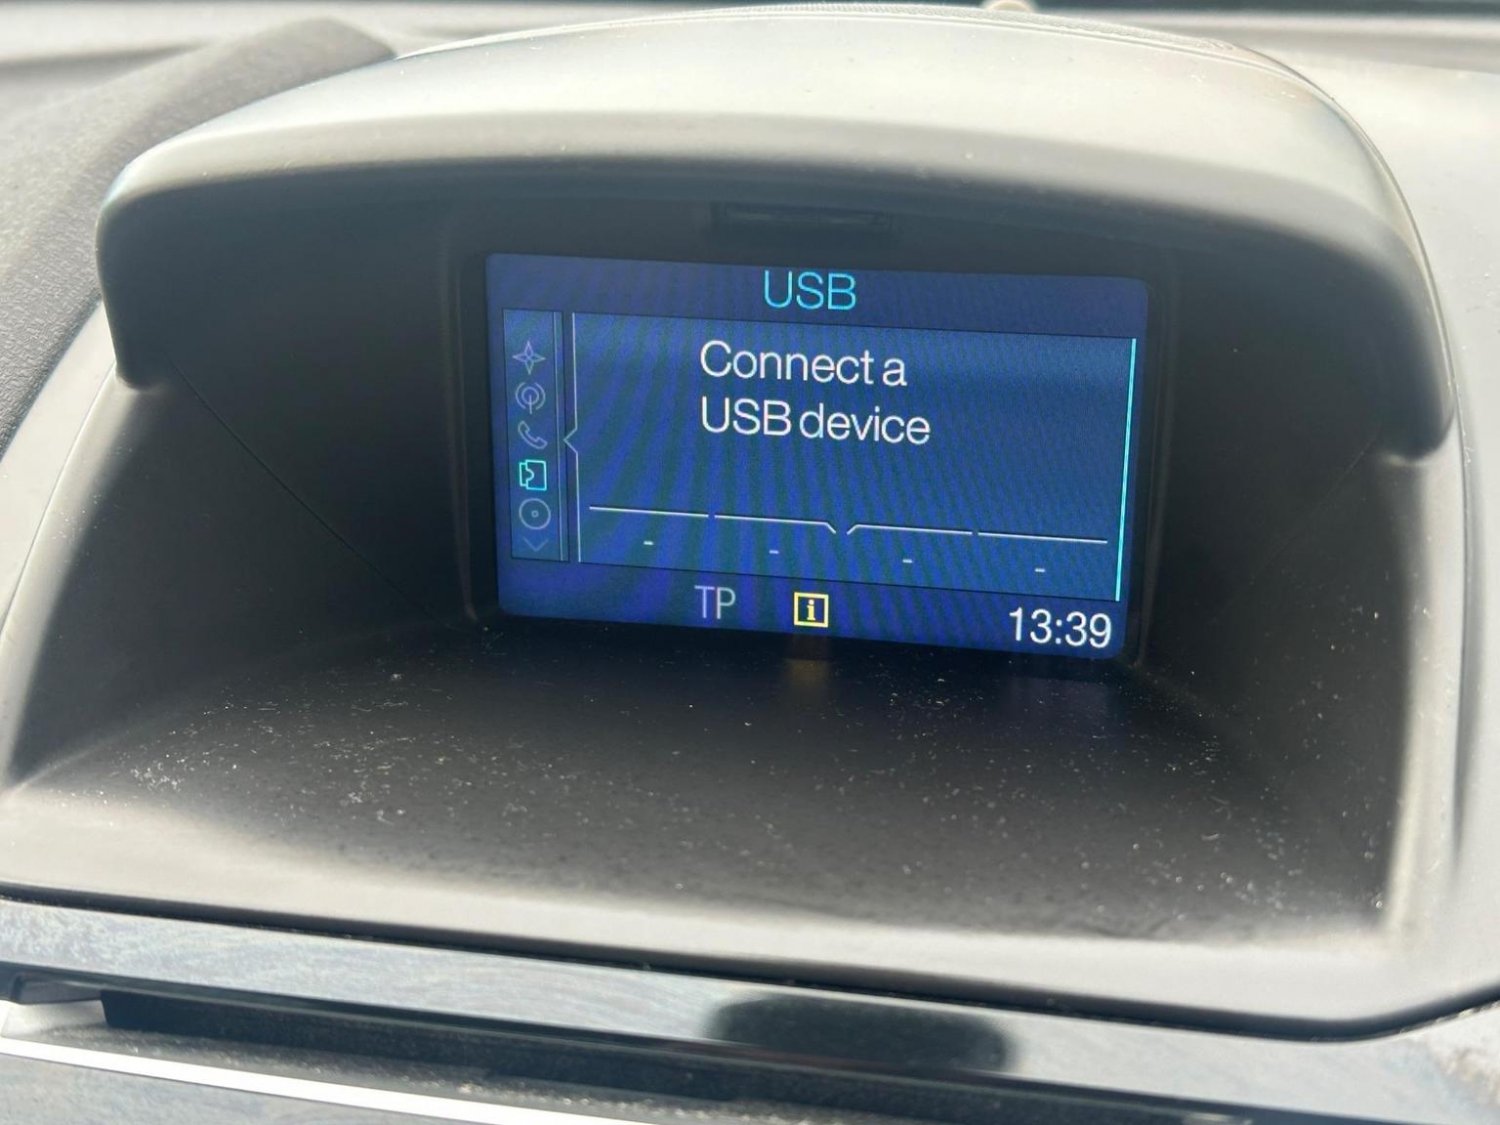 USB
Connect a
USB device
- - - -
TP i 13:39